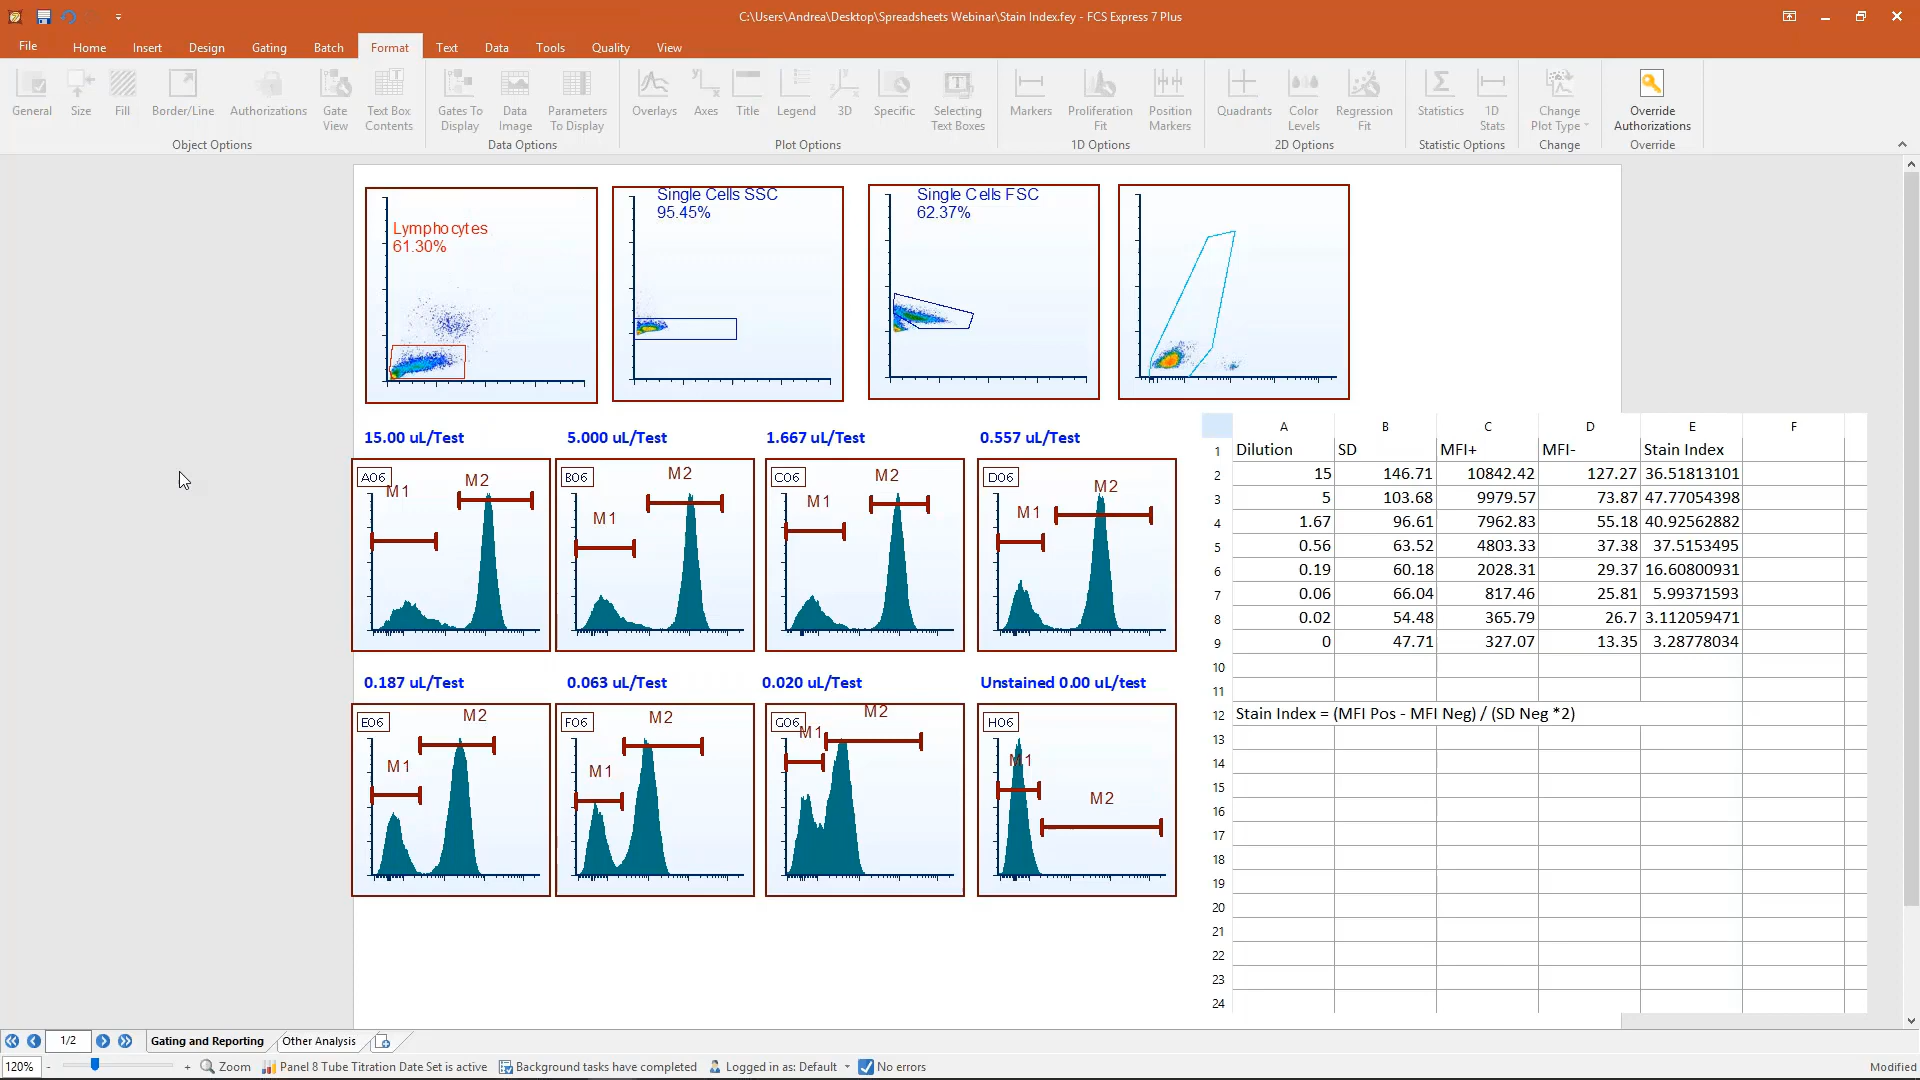 C:\Users\Andrea\Desktop\Spreadsheets Webinar\Stain Index.fey - FCS Express 7 Plus
File Home Insert Design Gating Batch Format Text Data Tools Quality View
General Size Fill Border/Line Authorizations Gate View Text Box Contents Gates To Display Data Image Parameters To Display Overlays Axes Title Legend 3D Specific Selecting Text Boxes Markers Proliferation Fit Position Markers Quadrants Color Levels Regression Fit Statistics 1D Stats Change Plot Type Override Authorizations
Object Options Data Options Plot Options 1D Options 2D Options Statistic Options Change Override
Lymphocytes
61.30%
Single Cells SSC
95.45%
Single Cells FSC
62.37%
15.00 uL/Test 5.000 uL/Test 1.667 uL/Test 0.557 uL/Test
A06 M1 M2
B06 M1 M2
C06 M1 M2
D06 M1 M2
0.187 uL/Test 0.063 uL/Test 0.020 uL/Test Unstained 0.00 uL/test
E06 M1 M2
F06 M1 M2
G06 M1 M2
H06 M1 M2
A B C D E F
1 Dilution SD MFI+ MFI- Stain Index
2 15 146.71 10842.42 127.27 36.51813101
3 5 103.68 9979.57 73.87 47.77054398
4 1.67 96.61 7962.83 55.18 40.92562882
5 0.56 63.52 4803.33 37.38 37.5153495
6 0.19 60.18 2028.31 29.37 16.60800931
7 0.06 66.04 817.46 25.81 5.99371593
8 0.02 54.48 365.79 26.7 3.112059471
9 0 47.71 327.07 13.35 3.28778034
10
11
12 Stain Index = (MFI Pos - MFI Neg) / (SD Neg *2)
13
14
15
16
17
18
19
20
21
22
23
24
1/2 Gating and Reporting Other Analysis
120% - + Zoom Panel 8 Tube Titration Date Set is active Background tasks have completed Logged in as: Default No errors Modified